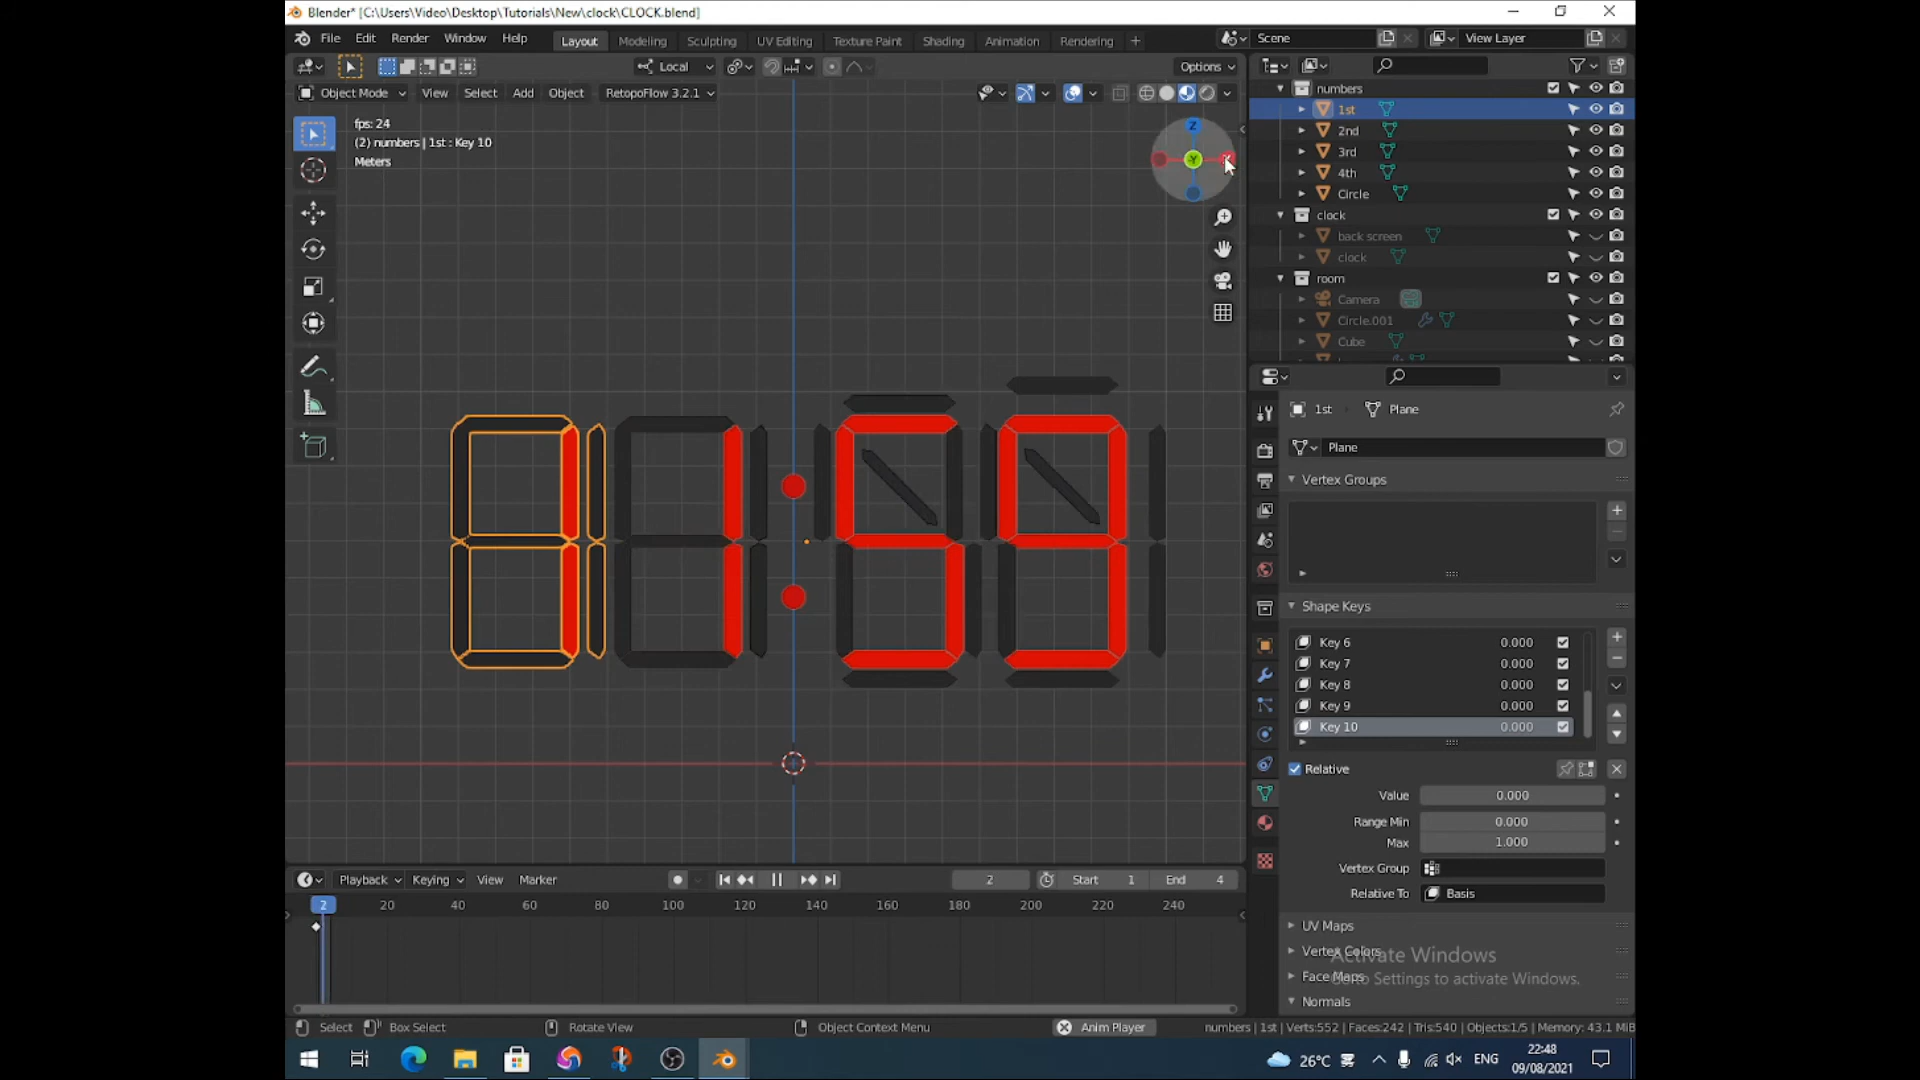 Blender* [C:\Users\Video\Desktop\Tutorials\New\clock\CLOCK.blend]
File Edit Render Window Help Layout Modeling Sculpting UV Editing Texture Paint Shading Animation Rendering + Scene View Layer
Local Options
Object Mode View Select Add Object RetopoFlow 3.2.1
fps: 24
(2) numbers | 1st : Key 10
Meters
Z
Y
11:59
numbers
1st
2nd
3rd
4th
Circle
clock
back screen
clock
room
Camera
Circle.001
Cube
1st Plane
Plane
Vertex Groups
Shape Keys
Key 6 0.000
Key 7 0.000
Key 8 0.000
Key 9 0.000
Key 10 0.000
Relative
Value 0.000
Range Min 0.000
Max 1.000
Vertex Group
Relative To Basis
UV Maps
Vertex Colors
Face Maps
Normals
Activate Windows
Go to Settings to activate Windows.
Playback Keying View Marker 2 Start 1 End 4
2 20 40 60 80 100 120 140 160 180 200 220 240
Select Box Select Rotate View Object Context Menu Anim Player numbers | 1st | Verts:552 | Faces:242 | Tris:540 | Objects:1/5 | Memory: 43.1 MiB
26°C ENG 22:48
09/08/2021